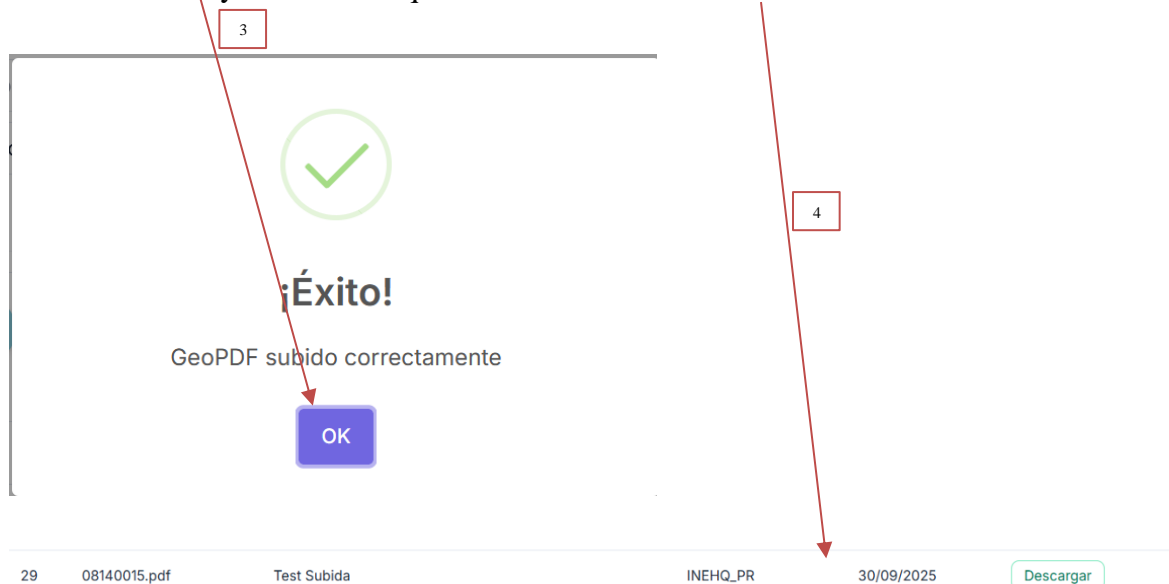 3
4
¡Éxito!
GeoPDF subido correctamente
OK
29 08140015.pdf Test Subida INEHQ_PR 30/09/2025 Descargar